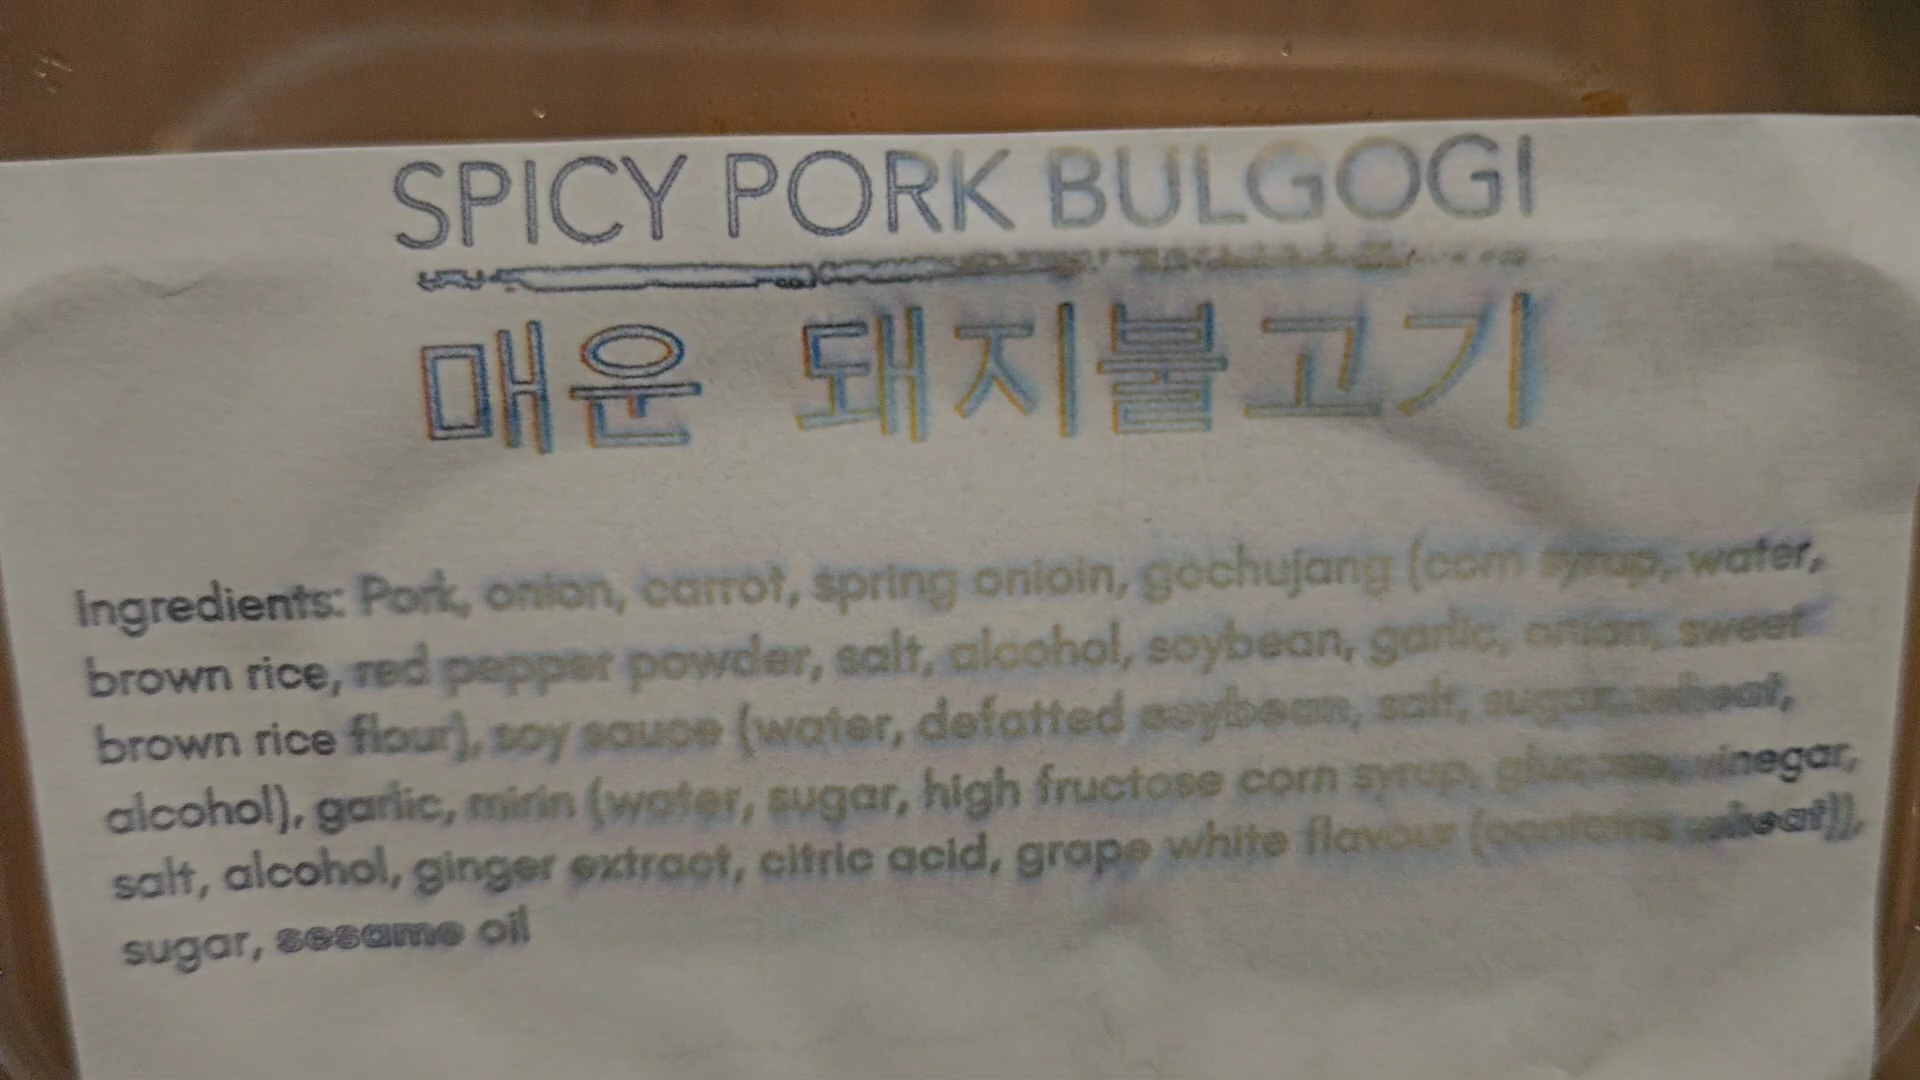 SPICY PORK BULGOGI
매운 돼지불고기
Ingredients: Pork, onion, carrot, spring onioin, gochujang (corn syrup, water,
brown rice, red pepper powder, salt, alcohol, soybean, garlic, onion, sweet
brown rice flour), soy sauce (water, defatted soybean, salt, sugar, wheat,
alcohol), garlic, mirin (water, sugar, high fructose corn syrup, glucose, vinegar,
salt, alcohol, ginger extract, citric acid, grape white flavour (contains wheat)),
sugar, sesame oil